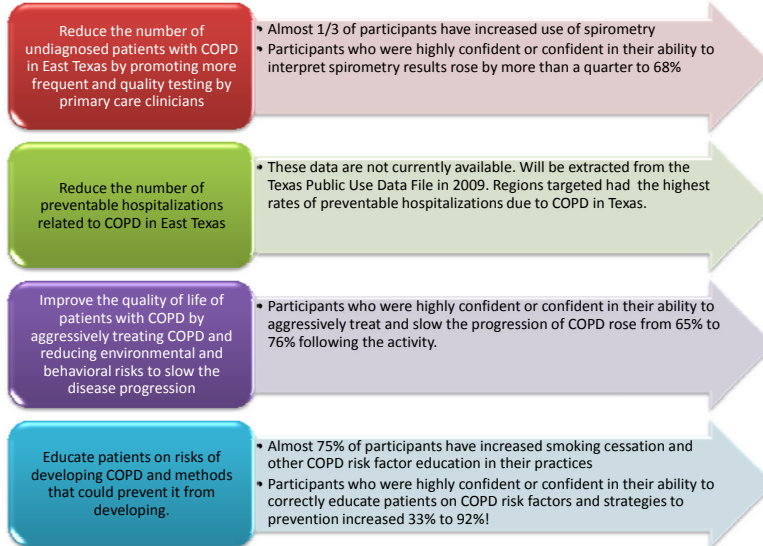 Reduce the number of
undiagnosed patients with COPD
in East Texas by promoting more
frequent and quality testing by
primary care clinicians
• Almost 1/3 of participants have increased use of spirometry
• Participants who were highly confident or confident in their ability to
interpret spirometry results rose by more than a quarter to 68%
Reduce the number of
preventable hospitalizations
related to COPD in East Texas
• These data are not currently available. Will be extracted from the
Texas Public Use Data File in 2009. Regions targeted had the highest
rates of preventable hospitalizations due to COPD in Texas.
Improve the quality of life of
patients with COPD by
aggressively treating COPD and
reducing environmental and
behavioral risks to slow the
disease progression
• Participants who were highly confident or confident in their ability to
aggressively treat and slow the progression of COPD rose from 65% to
76% following the activity.
Educate patients on risks of
developing COPD and methods
that could prevent it from
developing.
• Almost 75% of participants have increased smoking cessation and
other COPD risk factor education in their practices
• Participants who were highly confident or confident in their ability to
correctly educate patients on COPD risk factors and strategies to
prevention increased 33% to 92%!